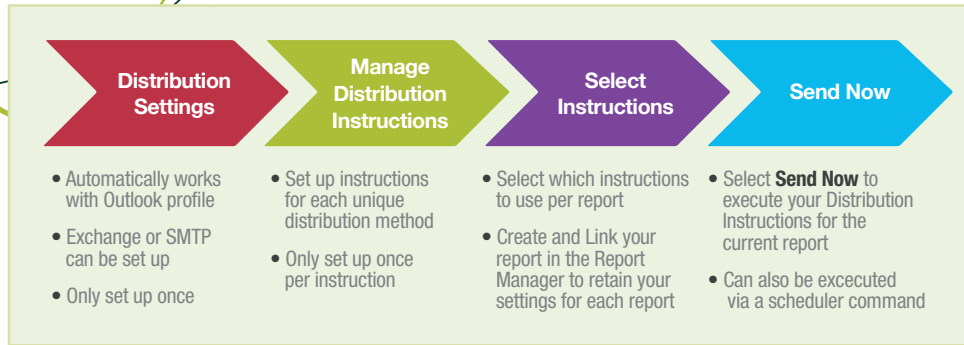 Distribution
Settings
Manage
Distribution
Instructions
Select
Instructions
Send Now
• Automatically works
with Outlook profile
• Exchange or SMTP
can be set up
• Only set up once
• Set up instructions
for each unique
distribution method
• Only set up once
per instruction
• Select which instructions
to use per report
• Create and Link your
report in the Report
Manager to retain your
settings for each report
• Select Send Now to
execute your Distribution
Instructions for the
current report
• Can also be excecuted
via a scheduler command